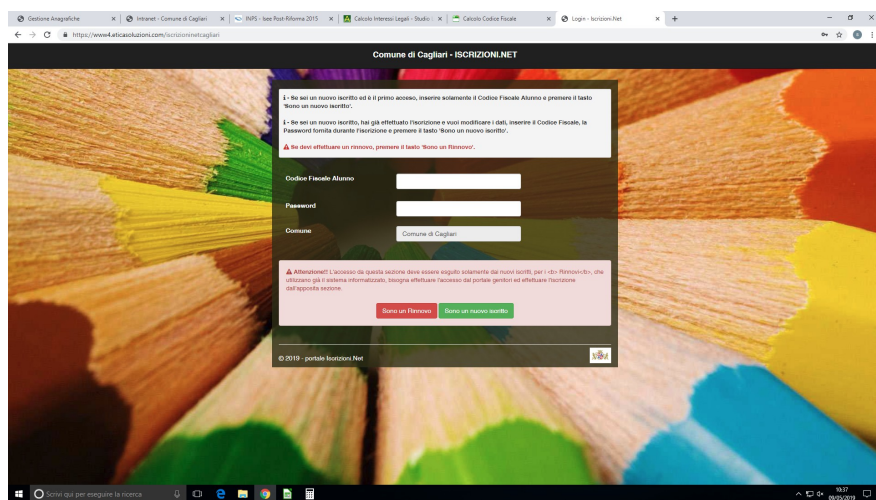 Gestione Anagrafiche
Intranet - Comune di Cagliari
INPS - Isee Post-Riforma 2015
Calcolo Interessi Legali - Studio
Calcolo Codice Fiscale
Login - Iscrizioni.Net
https://www4.eticasoluzioni.com/iscrizioninetcagliari
Comune di Cagliari - ISCRIZIONI.NET
i - Se sei un nuovo iscritto ed è il primo accesso, inserire solamente il Codice Fiscale Alunno e premere il tasto
'Sono un nuovo iscritto'.
i - Se sei un nuovo iscritto, hai già effettuato l'iscrizione e vuoi modificare i dati, inserire il Codice Fiscale, la
Password fornita durante l'iscrizione e premere il tasto 'Sono un nuovo iscritto'.
Se devi effettuare un rinnovo, premere il tasto 'Sono un Rinnovo'.
Codice Fiscale Alunno
Password
Comune
Comune di Cagliari
Attenzione!! L'accesso da questa sezione deve essere esguito solamente dai nuovi iscritti, per i <b> Rinnovi</b>, che
utilizzano già il sistema informatizzato, bisogna effettuare l'accesso dal portale genitori ed effettuare l'iscrizione
dall'apposita sezione.
Sono un Rinnovo
Sono un nuovo iscritto
© 2019 - portale Iscrizioni.Net
Scrivi qui per eseguire la ricerca
10:37
09/05/2019